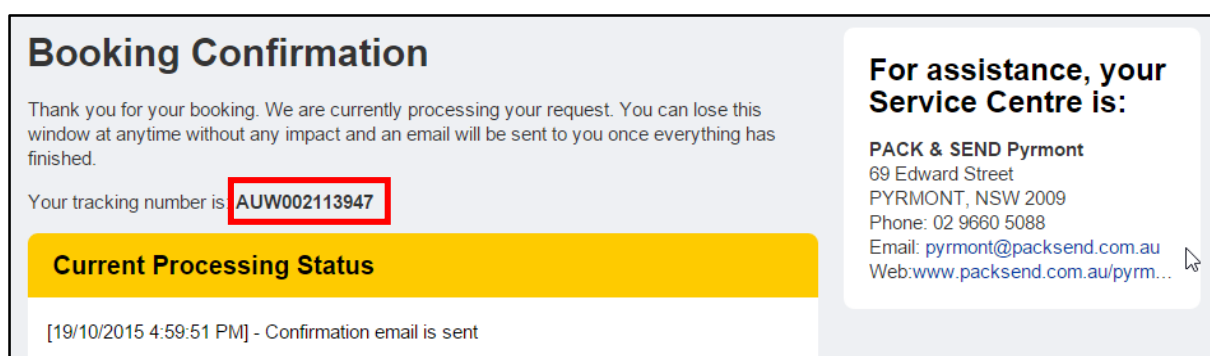 Booking Confirmation
Thank you for your booking. We are currently processing your request. You can lose this
window at anytime without any impact and an email will be sent to you once everything has
finished.
Your tracking number is: AUW002113947
Current Processing Status
[19/10/2015 4:59:51 PM] - Confirmation email is sent
For assistance, your
Service Centre is:
PACK & SEND Pyrmont
69 Edward Street
PYRMONT, NSW 2009
Phone: 02 9660 5088
Email: pyrmont@packsend.com.au
Web:www.packsend.com.au/pyrm...